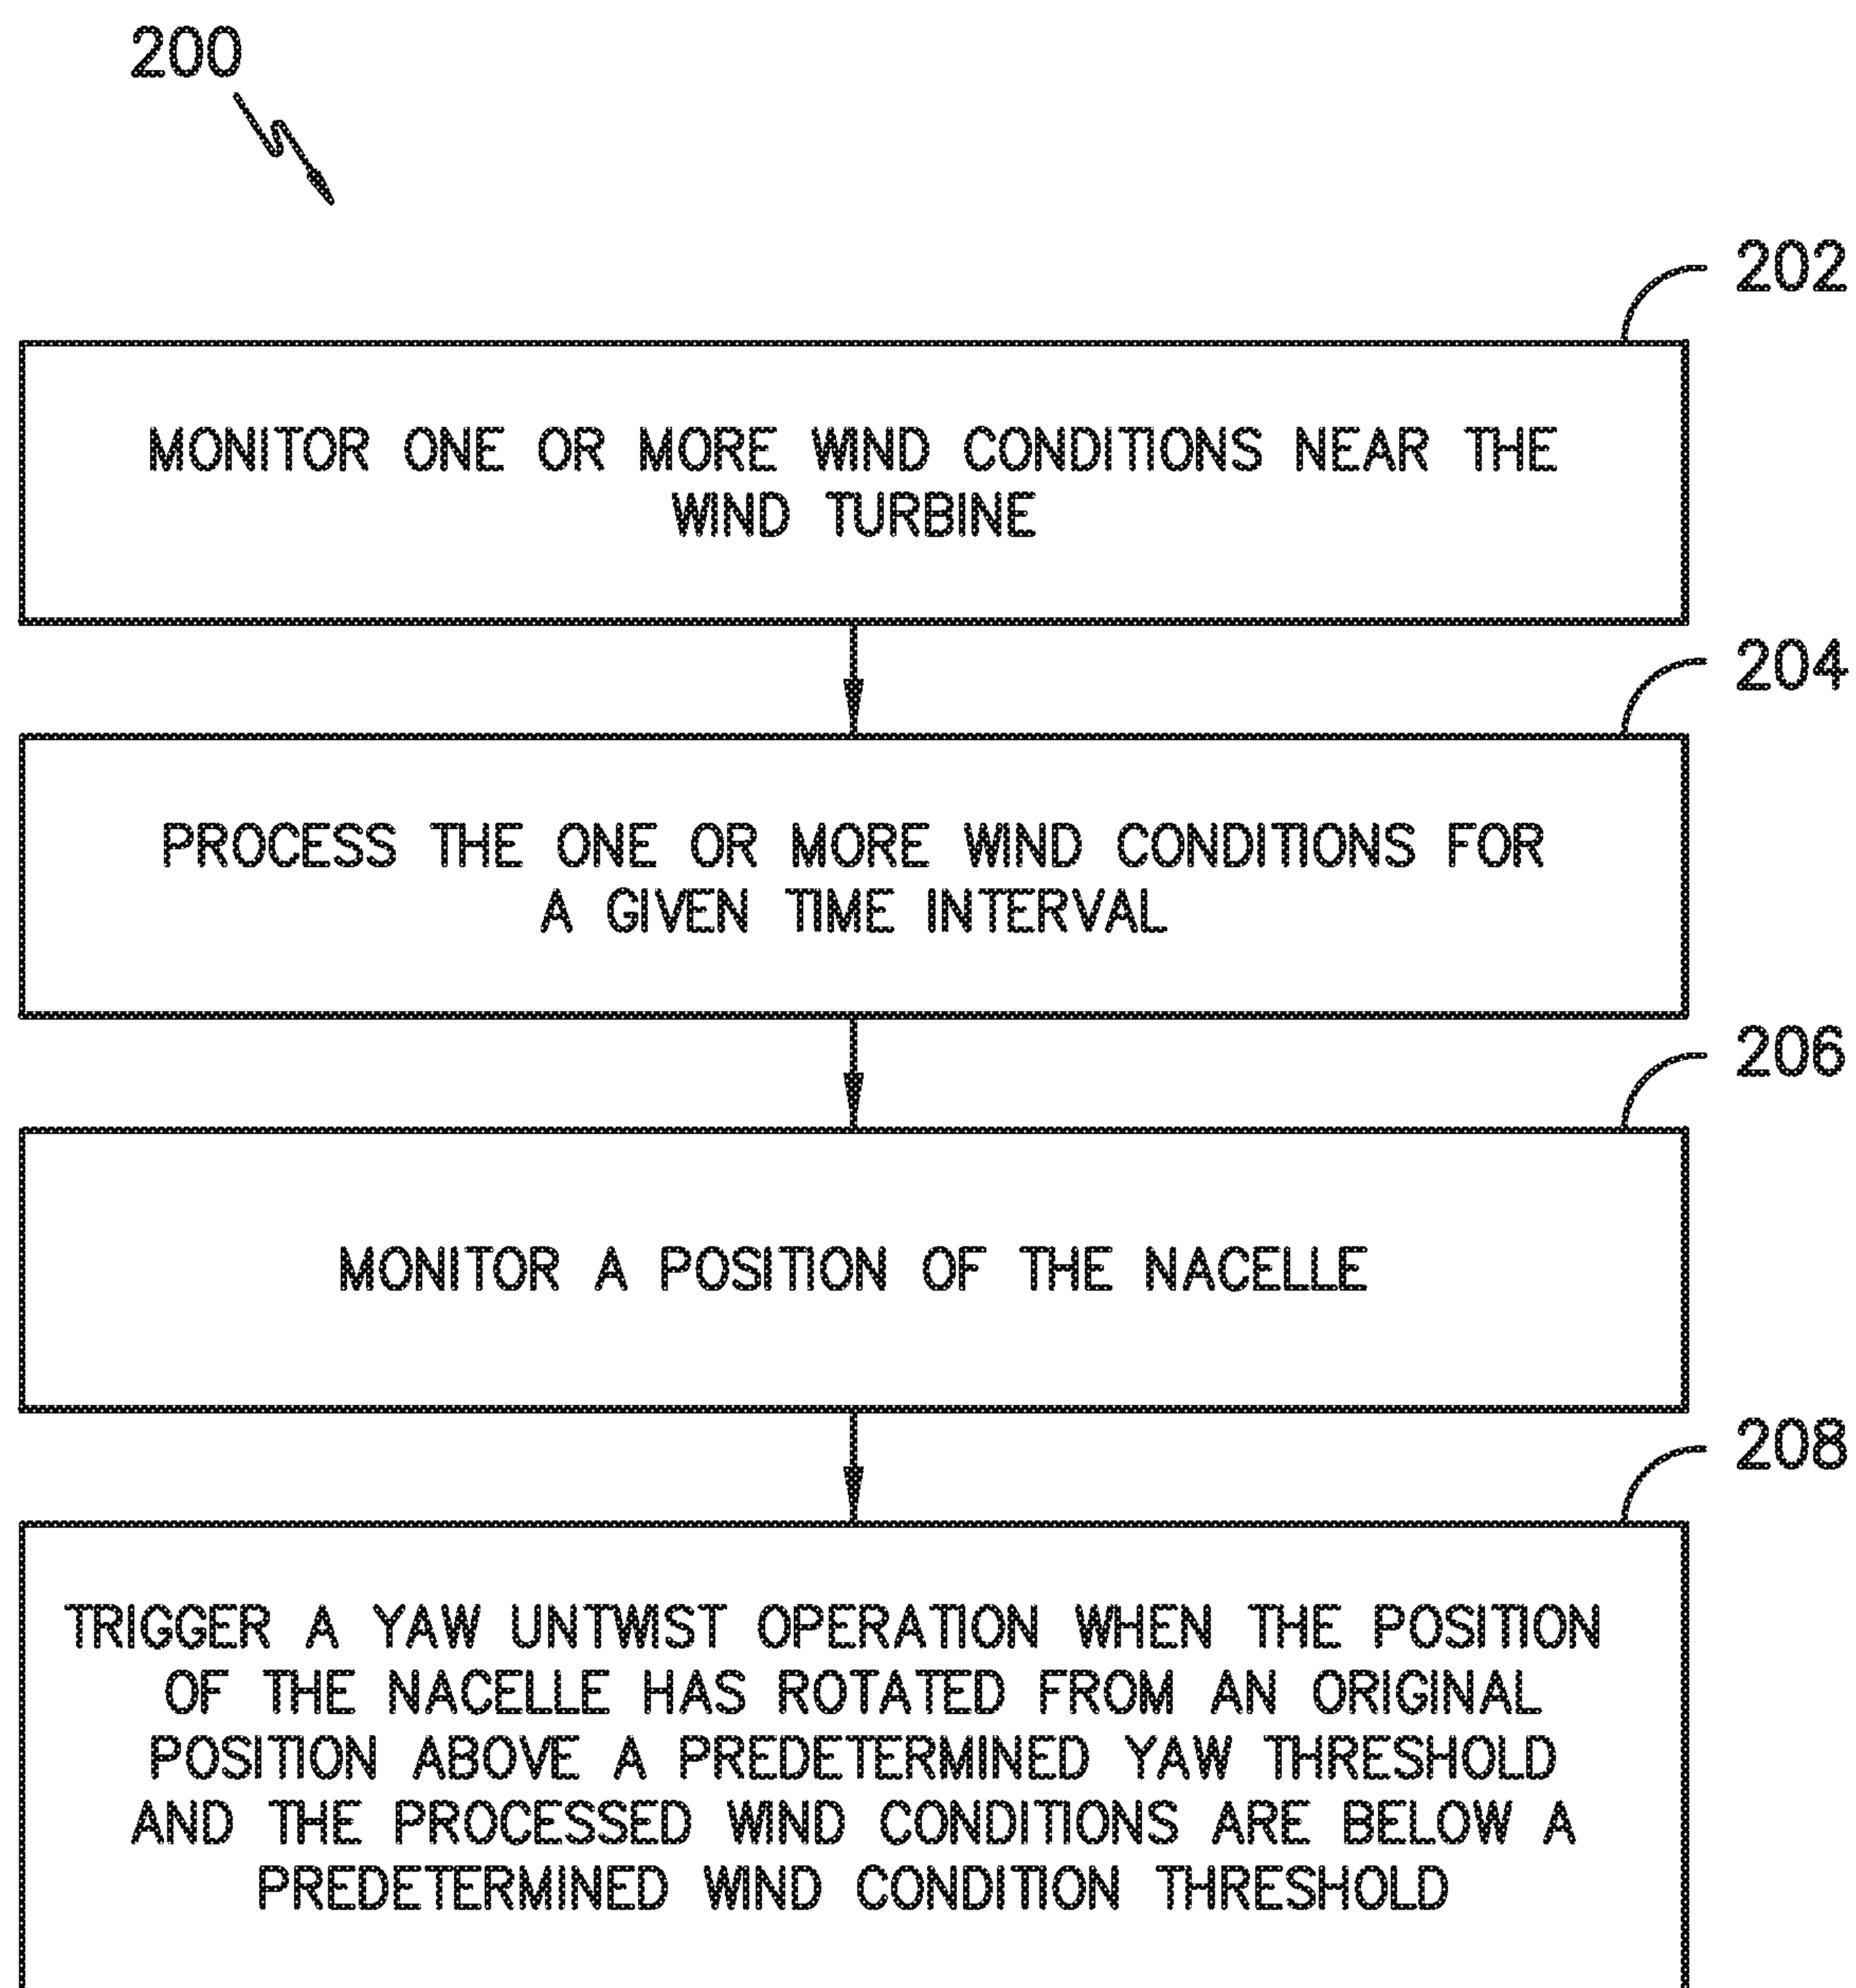 200
202
MONITOR ONE OR MORE WIND CONDITIONS NEAR THE
WIND TURBINE
204
PROCESS THE ONE OR MORE WIND CONDITIONS FOR
A GIVEN TIME INTERVAL
206
MONITOR A POSITION OF THE NACELLE
208
TRIGGER A YAW UNTWIST OPERATION WHEN THE POSITION
OF THE NACELLE HAS ROTATED FROM AN ORIGINAL
POSITION ABOVE A PREDETERMINED YAW THRESHOLD
AND THE PROCESSED WIND CONDITIONS ARE BELOW A
PREDETERMINED WIND CONDITION THRESHOLD